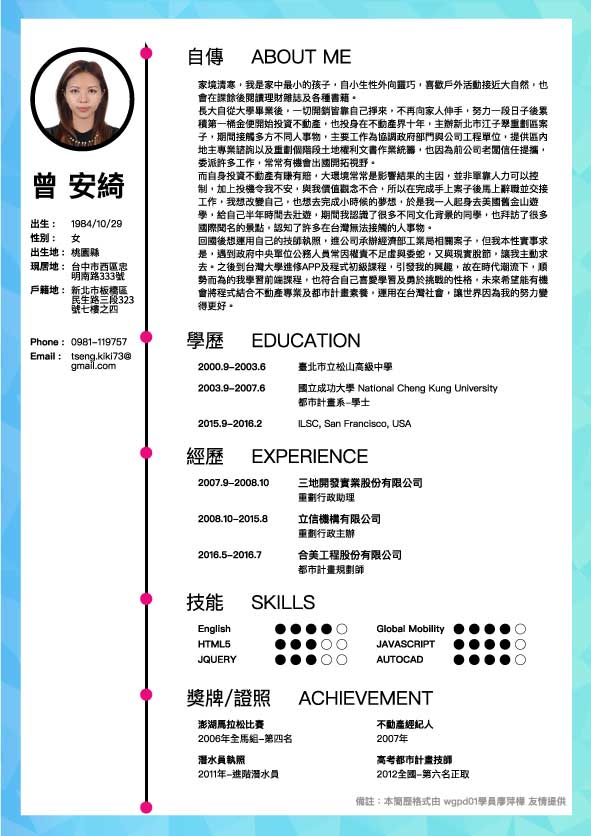 曾 安綺
出生： 1984/10/29
性別： 女
出生地： 桃園縣
現居地： 台中市西區忠
明南路333號
戶籍地： 新北市板橋區
民生路三段323
號七樓之四
Phone： 0981-119757
Email： tseng.kiki73@
gmail.com
自傳 ABOUT ME
家境清寒，我是家中最小的孩子，自小生性外向靈巧，喜歡戶外活動接近大自然，也
會在課餘後閱讀理財雜誌及各種書籍。
長大自從大學畢業後，一切開銷皆靠自己掙來，不再向家人伸手，努力一段日子後累
積第一桶金便開始投資不動產，也投身在不動產界十年，主辦新北市江子翠重劃區案
子，期間接觸多方不同人事物，主要工作為協調政府部門與公司工程單位，提供區內
地主專業諮詢以及重劃個階段土地權利文書作業統籌，也因為前公司老闆信任提攜，
委派許多工作，常常有機會出國開拓視野。
而自身投資不動產有賺有賠，大環境常常是影響結果的主因，並非單靠人力可以控
制，加上投機令我不安，與我價值觀念不合，所以在完成手上案子後馬上辭職並交接
工作，我想改變自己，也想去完成小時候的夢想，於是我一人起身去美國舊金山遊
學，給自己半年時間去壯遊，期間我認識了很多不同文化背景的同學，也拜訪了很多
國際聞名的景點，認知了許多在台灣無法接觸的人事物。
回國後想運用自己的技師執照，進公司承辦經濟部工業局相關案子，但我本性實事求
是，遇到政府中央單位公務人員常因權責不足虛與委蛇，又與現實脫節，讓我主動求
去。之後到台灣大學進修APP及程式初級課程，引發我的興趣，故在時代潮流下，順
勢而為的我學習前端課程，也符合自己喜愛學習及勇於挑戰的性格，未來希望能有機
會將程式結合不動產專業及都市計畫素養，運用在台灣社會，讓世界因為我的努力變
得更好。
學歷 EDUCATION
2000.9-2003.6 臺北市立松山高級中學
2003.9-2007.6 國立成功大學 National Cheng Kung University
都市計畫系-學士
2015.9-2016.2 ILSC, San Francisco, USA
經歷 EXPERIENCE
2007.9-2008.10 三地開發實業股份有限公司
重劃行政助理
2008.10-2015.8 立信機構有限公司
重劃行政主辦
2016.5-2016.7 合美工程股份有限公司
都市計畫規劃師
技能 SKILLS
English Global Mobility
HTML5 JAVASCRIPT
JQUERY AUTOCAD
獎牌/證照 ACHIEVEMENT
澎湖馬拉松比賽 不動產經紀人
2006年全馬組-第四名 2007年
潛水員執照 高考都市計畫技師
2011年-進階潛水員 2012全國-第六名正取
備註：本簡歷格式由 wgpd01學員廖萍樺 友情提供